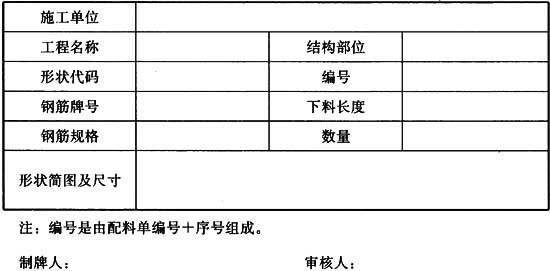 施工单位
工程名称 结构部位
形状代码 编号
钢筋牌号 下料长度
钢筋规格 数量
形状简图及尺寸
注：编号是由配料单编号＋序号组成。
制牌人： 审核人：